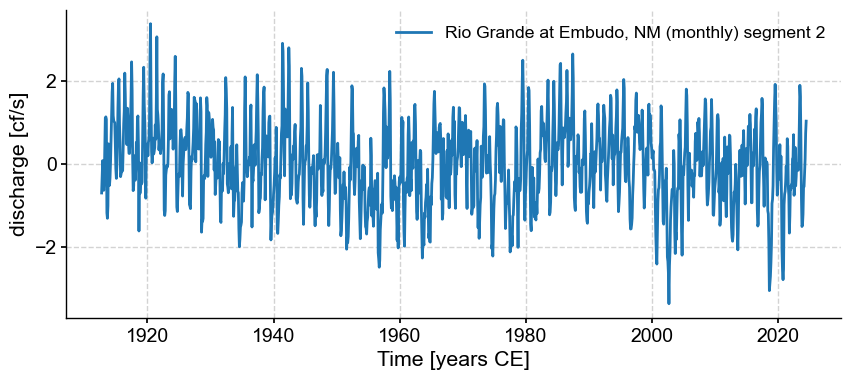 Rio Grande at Embudo, NM (monthly) segment 2
discharge [cf/s]
2
0
−2
1920 1940 1960 1980 2000 2020
Time [years CE]